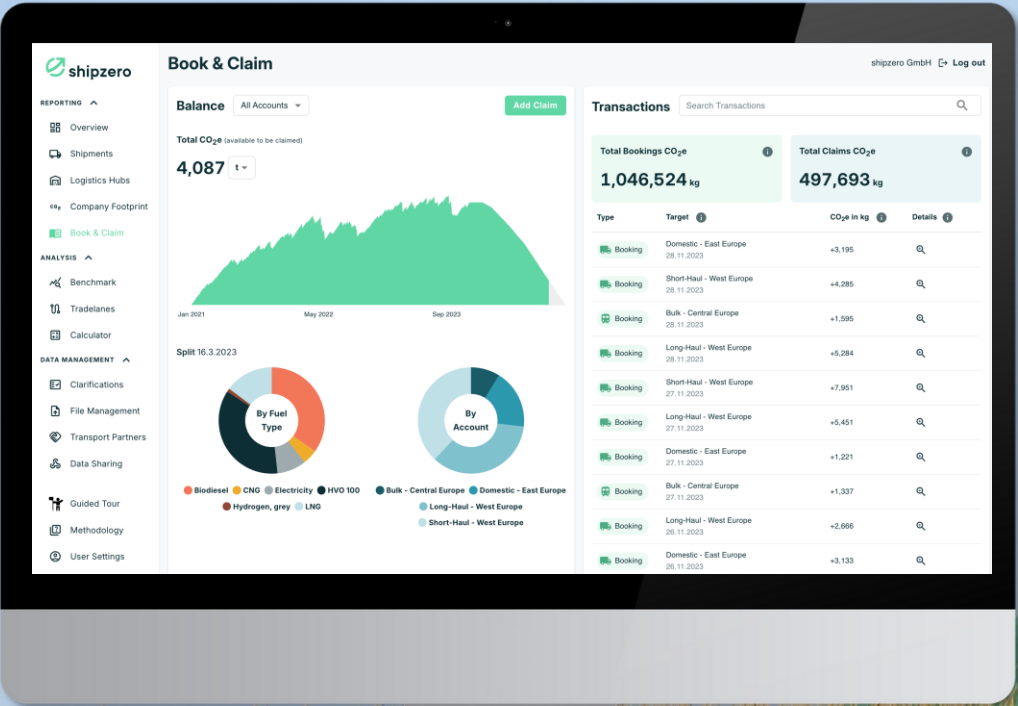 shipzero
REPORTING
Overview
Shipments
Logistics Hubs
CO₂e
Company Footprint
Book & Claim
ANALYSIS
Benchmark
Tradelanes
Calculator
DATA MANAGEMENT
Clarifications
File Management
Transport Partners
Data Sharing
Guided Tour
Methodology
User Settings
Book & Claim
shipzero GmbH Log out
Balance All Accounts Add Claim
Total CO₂e (available to be claimed)
4,087 t
Jan 2021 May 2022 Sep 2023
Split 16.3.2023
By Fuel
Type
By
Account
Biodiesel CNG Electricity HVO 100
Hydrogen, grey LNG
Bulk - Central Europe Domestic - East Europe
Long-Haul - West Europe
Short-Haul - West Europe
Transactions Search Transactions
Total Bookings CO₂e
1,046,524 kg
Total Claims CO₂e
497,693 kg
Type Target CO₂e in kg Details
Booking Domestic - East Europe +3,195
28.11.2023
Booking Short-Haul - West Europe +4,285
28.11.2023
Booking Bulk - Central Europe +1,595
28.11.2023
Booking Long-Haul - West Europe +5,284
28.11.2023
Booking Short-Haul - West Europe +7,951
27.11.2023
Booking Long-Haul - West Europe +5,451
27.11.2023
Booking Domestic - East Europe +1,221
27.11.2023
Booking Bulk - Central Europe +1,337
27.11.2023
Booking Long-Haul - West Europe +2,666
26.11.2023
Booking Domestic - East Europe +3,133
26.11.2023